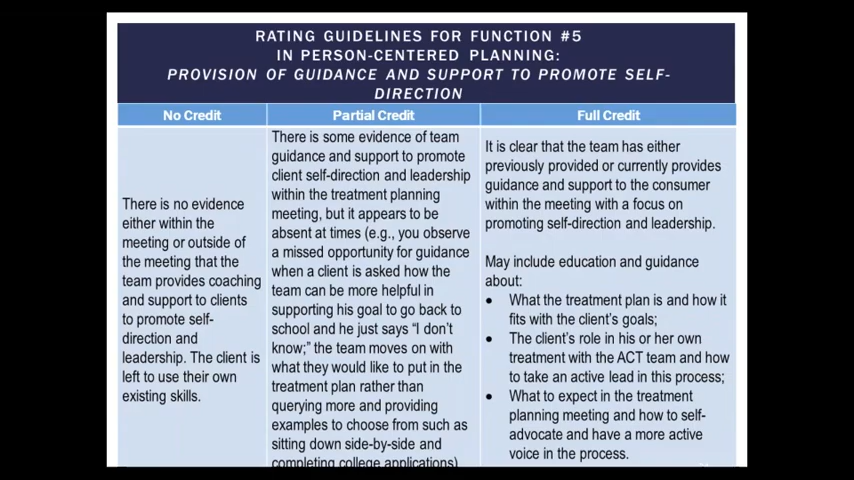 RATING GUIDELINES FOR FUNCTION #5
IN PERSON-CENTERED PLANNING:
PROVISION OF GUIDANCE AND SUPPORT TO PROMOTE SELF-
DIRECTION
No Credit
Partial Credit
Full Credit
There is no evidence
either within the
meeting or outside of
the meeting that the
team provides coaching
and support to clients
to promote self-
direction and
leadership. The client is
left to use their own
existing skills.
There is some evidence of team
guidance and support to promote
client self-direction and leadership
within the treatment planning
meeting, but it appears to be
absent at times (e.g., you observe
a missed opportunity for guidance
when a client is asked how the
team can be more helpful in
supporting his goal to go back to
school and he just says “I don’t
know;” the team moves on with
what they would like to put in the
treatment plan rather than
querying more and providing
examples to choose from such as
sitting down side-by-side and
completing college applications)
It is clear that the team has either
previously provided or currently provides
guidance and support to the consumer
within the meeting with a focus on
promoting self-direction and leadership.
May include education and guidance
about:
• What the treatment plan is and how it
fits with the client’s goals;
• The client’s role in his or her own
treatment with the ACT team and how
to take an active lead in this process;
• What to expect in the treatment
planning meeting and how to self-
advocate and have a more active
voice in the process.